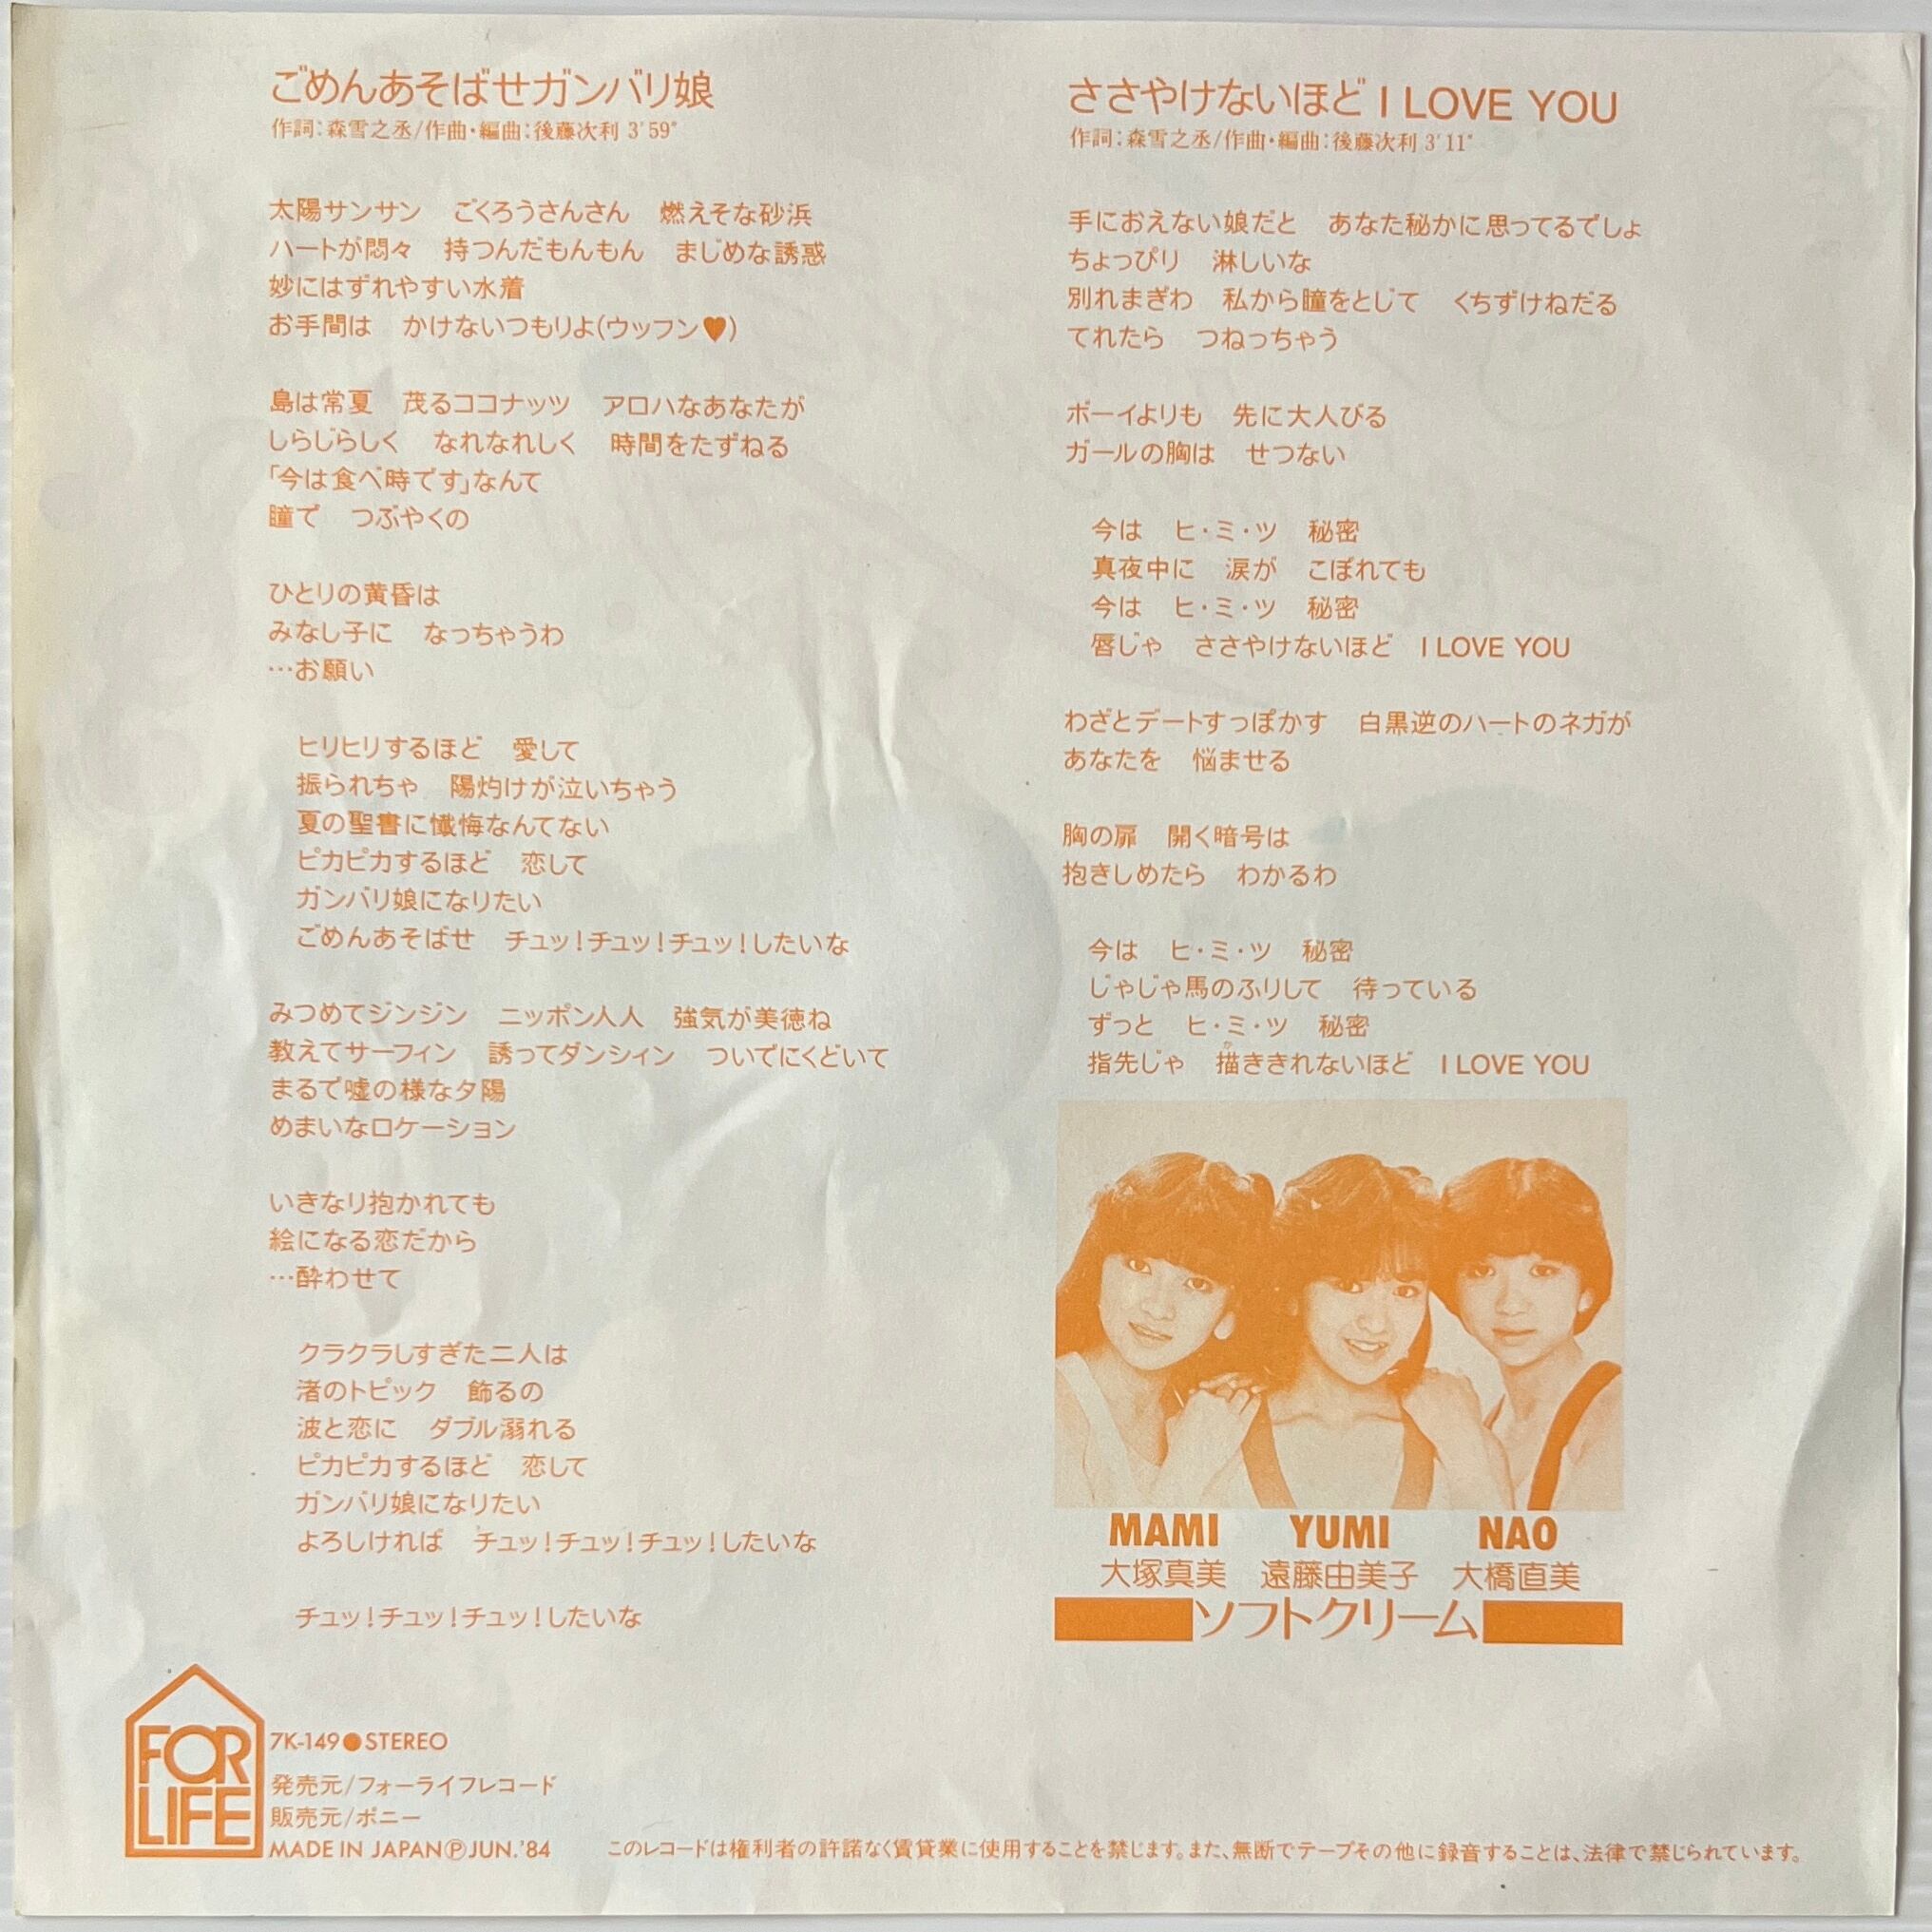 ごめんあそばせガンバリ娘
作詞：森雪之丞/作曲・編曲：後藤次利 3'59"
太陽サンサン　ごくろうさんさん　燃えそな砂浜
ハートが悶々　持つんだもんもん　まじめな誘惑
妙にはずれやすい水着
お手間は　かけないつもりよ(ウッフン♥)
島は常夏　茂るココナッツ　アロハなあなたが
しらじらしく　なれなれしく　時間をたずねる
「今は食べ時です」なんて
瞳で　つぶやくの
ひとりの黄昏は
みなし子に　なっちゃうわ
…お願い
ヒリヒリするほど　愛して
振られちゃ　陽灼けが泣いちゃう
夏の聖書に懺悔なんてない
ピカピカするほど　恋して
ガンバリ娘になりたい
ごめんあそばせ　チュッ！チュッ！チュッ！したいな
みつめてジンジン　ニッポン人人　強気が美徳ね
教えてサーフィン　誘ってダンシィン　ついでにくどいて
まるで嘘の様な夕陽
めまいなロケーション
いきなり抱かれても
絵になる恋だから
…酔わせて
クラクラしすぎた二人は
渚のトピック　飾るの
波と恋に　ダブル溺れる
ピカピカするほど　恋して
ガンバリ娘になりたい
よろしければ　チュッ！チュッ！チュッ！したいな
チュッ！チュッ！チュッ！したいな
ささやけないほど I LOVE YOU
作詞：森雪之丞/作曲・編曲：後藤次利 3'11"
手におえない娘だと　あなた秘かに思ってるでしょ
ちょっぴり　淋しいな
別れまぎわ　私から瞳をとじて　くちずけねだる
てれたら　つねっちゃう
ボーイよりも　先に大人びる
ガールの胸は　せつない
今は　ヒ・ミ・ツ　秘密
真夜中に　涙が　こぼれても
今は　ヒ・ミ・ツ　秘密
唇じゃ　ささやけないほど　I LOVE YOU
わざとデートすっぽかす　白黒逆のハートのネガが
あなたを　悩ませる
胸の扉　開く暗号は
抱きしめたら　わかるわ
今は　ヒ・ミ・ツ　秘密
じゃじゃ馬のふりして　待っている
ずっと　ヒ・ミ・ツ　秘密
か
指先じゃ　描ききれないほど　I LOVE YOU
MAMI YUMI NAO
大塚真美 遠藤由美子 大橋直美
ソフトクリーム
FOR
LIFE
7K-149●STEREO
発売元/フォーライフレコード
販売元/ポニー
MADE IN JAPANⓅJUN.'84
このレコードは権利者の許諾なく賃貸業に使用することを禁じます。また、無断でテープその他に録音することは、法律で禁じられています。